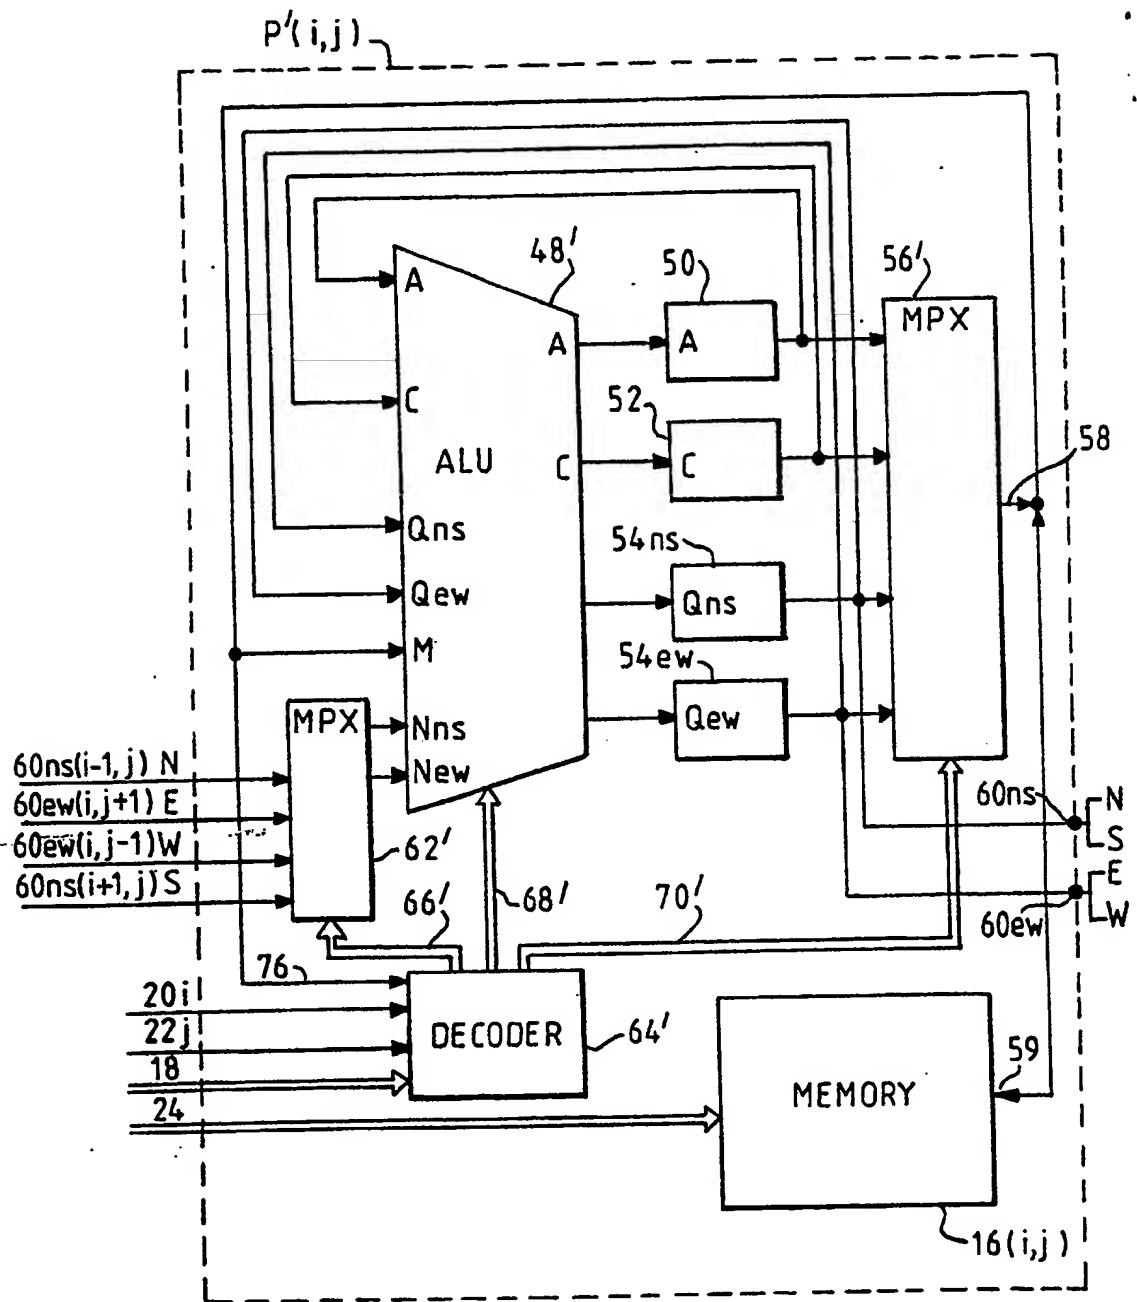 P'(i,j)
48'
50
56'
A
A
A
MPX
52
C
C
C
ALU
58
54ns
Qns
Qns
54ew
Qew
Qew
M
MPX
Nns
New
60ns(i-1,j) N
60ew(i,j+1) E
60ew(i,j-1) W
60ns(i+1,j) S
62'
60ns
N
S
E
W
60ew
66'
68'
70'
76
20i
22j
18
24
DECODER
64'
59
MEMORY
16(i,j)